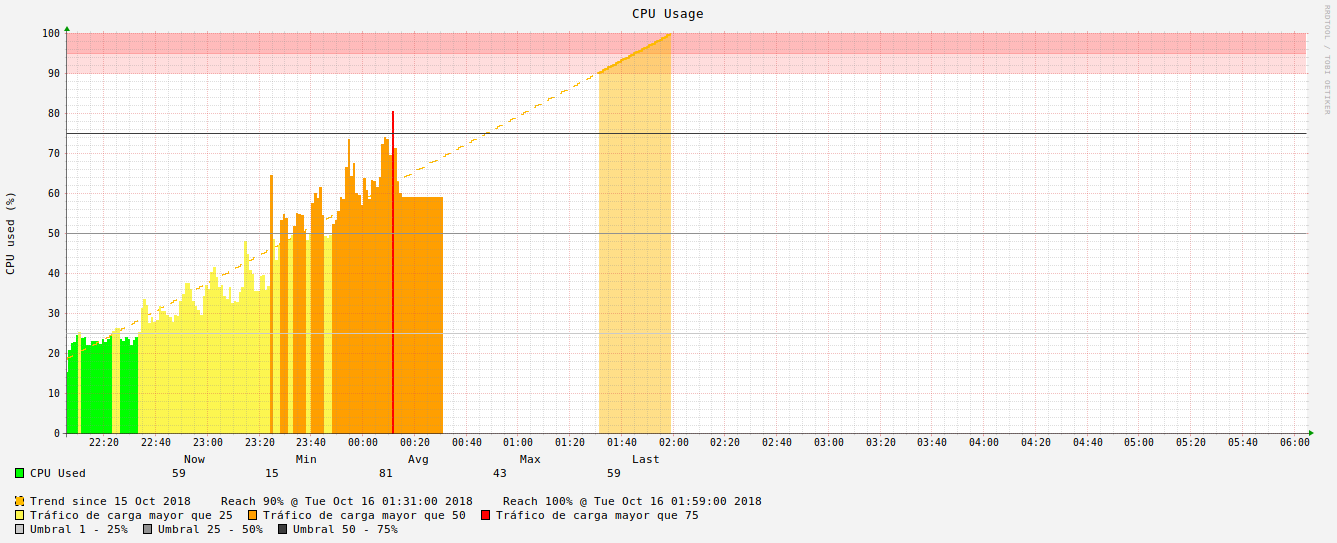 CPU Usage
RRDTOOL / TOBI OETIKER
CPU used (%)
100
90
80
70
60
50
40
30
20
10
0
22:20 22:40 23:00 23:20 23:40 00:00 00:20 00:40 01:00 01:20 01:40 02:00 02:20 02:40 03:00 03:20 03:40 04:00 04:20 04:40 05:00 05:20 05:40 06:00
Now Min Avg Max Last
CPU Used 59 15 81 43 59
Trend since 15 Oct 2018 Reach 90% @ Tue Oct 16 01:31:00 2018 Reach 100% @ Tue Oct 16 01:59:00 2018
Tráfico de carga mayor que 25 Tráfico de carga mayor que 50 Tráfico de carga mayor que 75
Umbral 1 - 25% Umbral 25 - 50% Umbral 50 - 75%